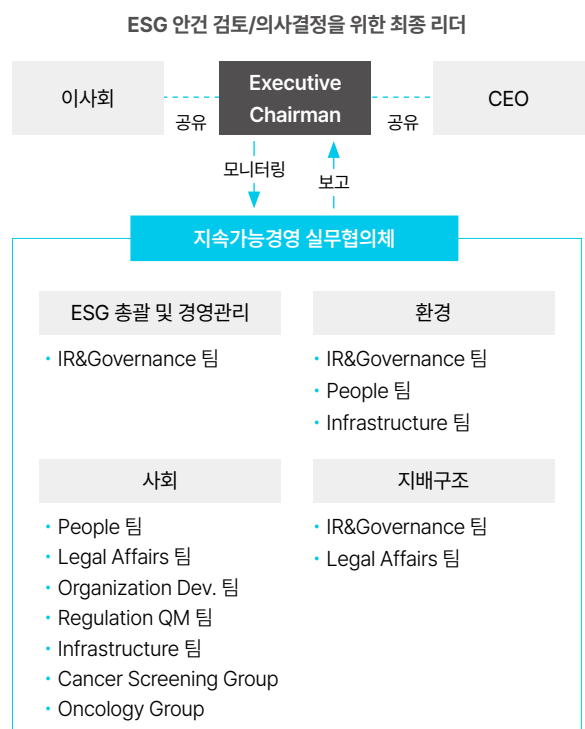 ESG 안건 검토/의사결정을 위한 최종 리더
이사회
공유
Executive
Chairman
공유
CEO
모니터링
보고
지속가능경영 실무협의체
ESG 총괄 및 경영관리
· IR&Governance 팀
환경
· IR&Governance 팀
· People 팀
· Infrastructure 팀
사회
· People 팀
· Legal Affairs 팀
· Organization Dev. 팀
· Regulation QM 팀
· Infrastructure 팀
· Cancer Screening Group
· Oncology Group
지배구조
· IR&Governance 팀
· Legal Affairs 팀